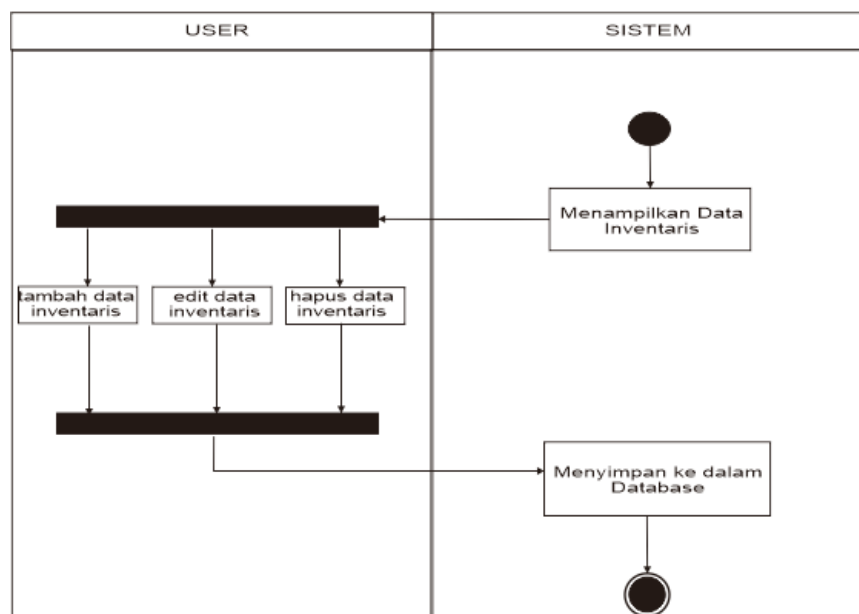 USER
SISTEM
Menampilkan Data
Inventaris
tambah data
inventaris
edit data
inventaris
hapus data
inventaris
Menyimpan ke dalam
Database